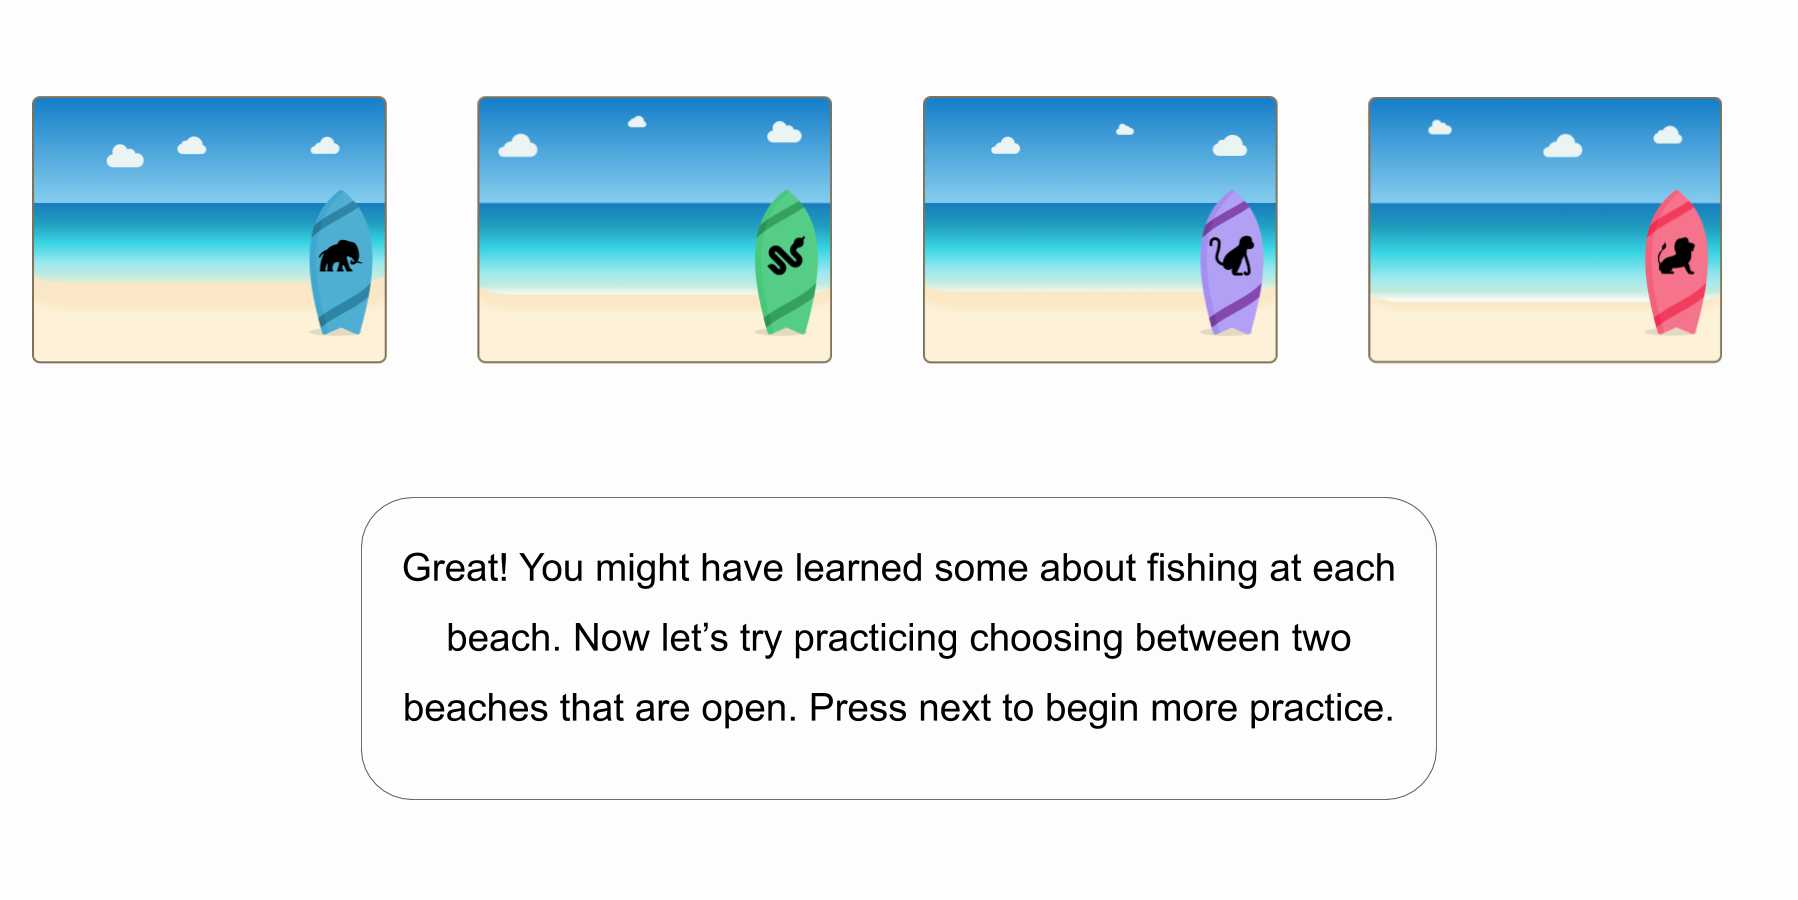 Great! You might have learned some about fishing at each
beach. Now let’s try practicing choosing between two
beaches that are open. Press next to begin more practice.